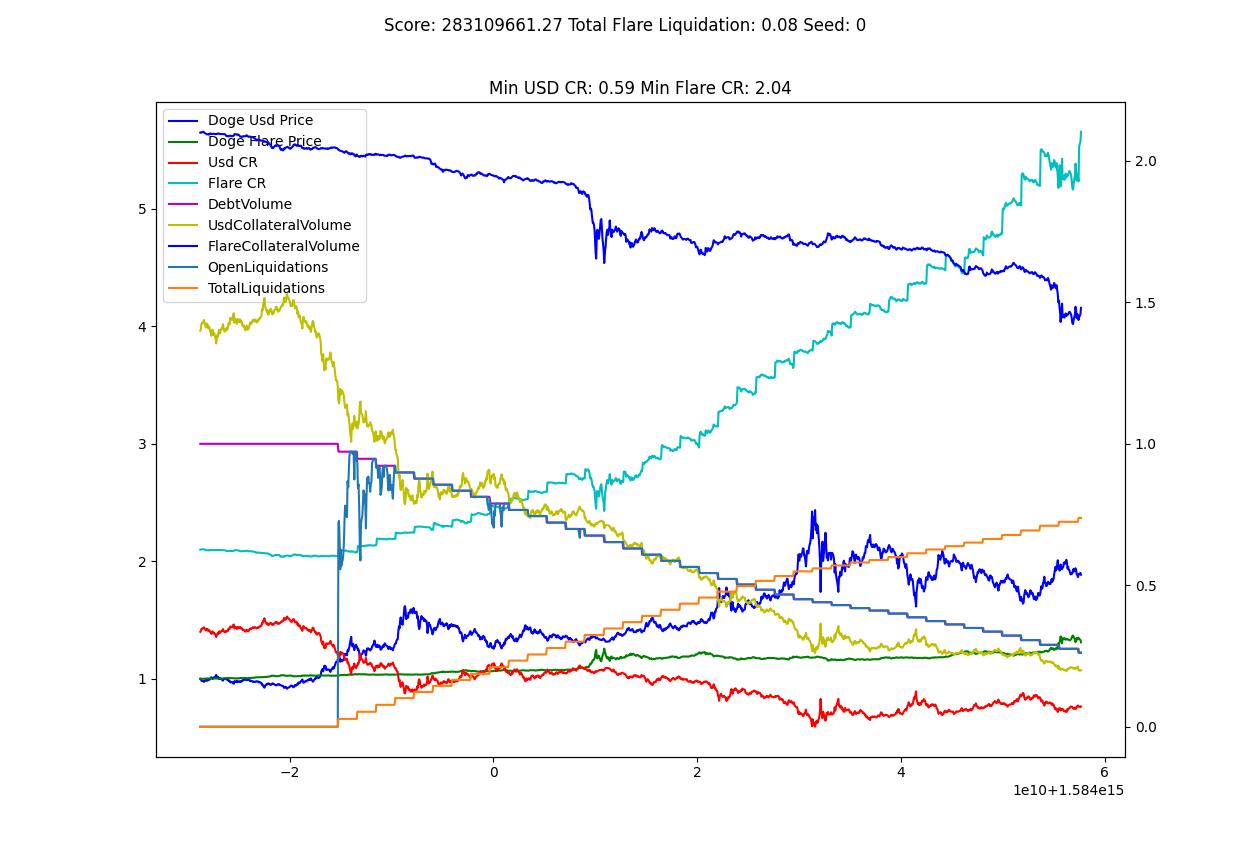 Score: 283109661.27 Total Flare Liquidation: 0.08 Seed: 0
Min USD CR: 0.59 Min Flare CR: 2.04
Doge Usd Price
Doge Flare Price
Usd CR
Flare CR
DebtVolume
UsdCollateralVolume
FlareCollateralVolume
OpenLiquidations
TotalLiquidations
5
4
3
2
1
2.0
1.5
1.0
0.5
0.0
−2
0
2
4
6
1e10+1.584e15